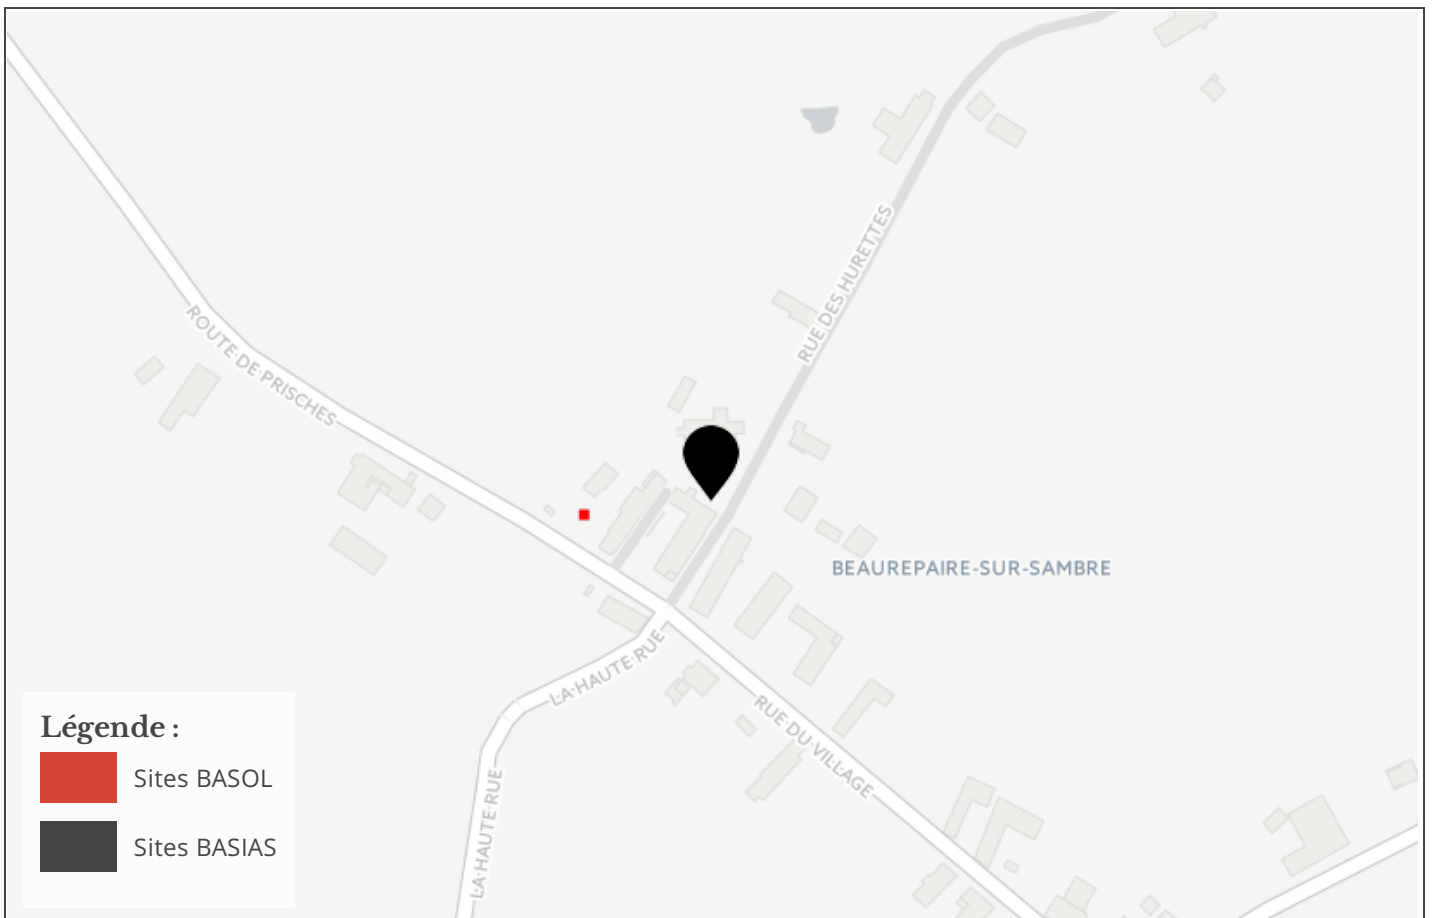 RUE DES HURETTES
ROUTE DE PRISCHES
BEAUREPAIRE-SUR-SAMBRE
LA HAUTE RUE
RUE DU VILLAGE
LA HAUTE RUE
Légende :
Sites BASOL
Sites BASIAS